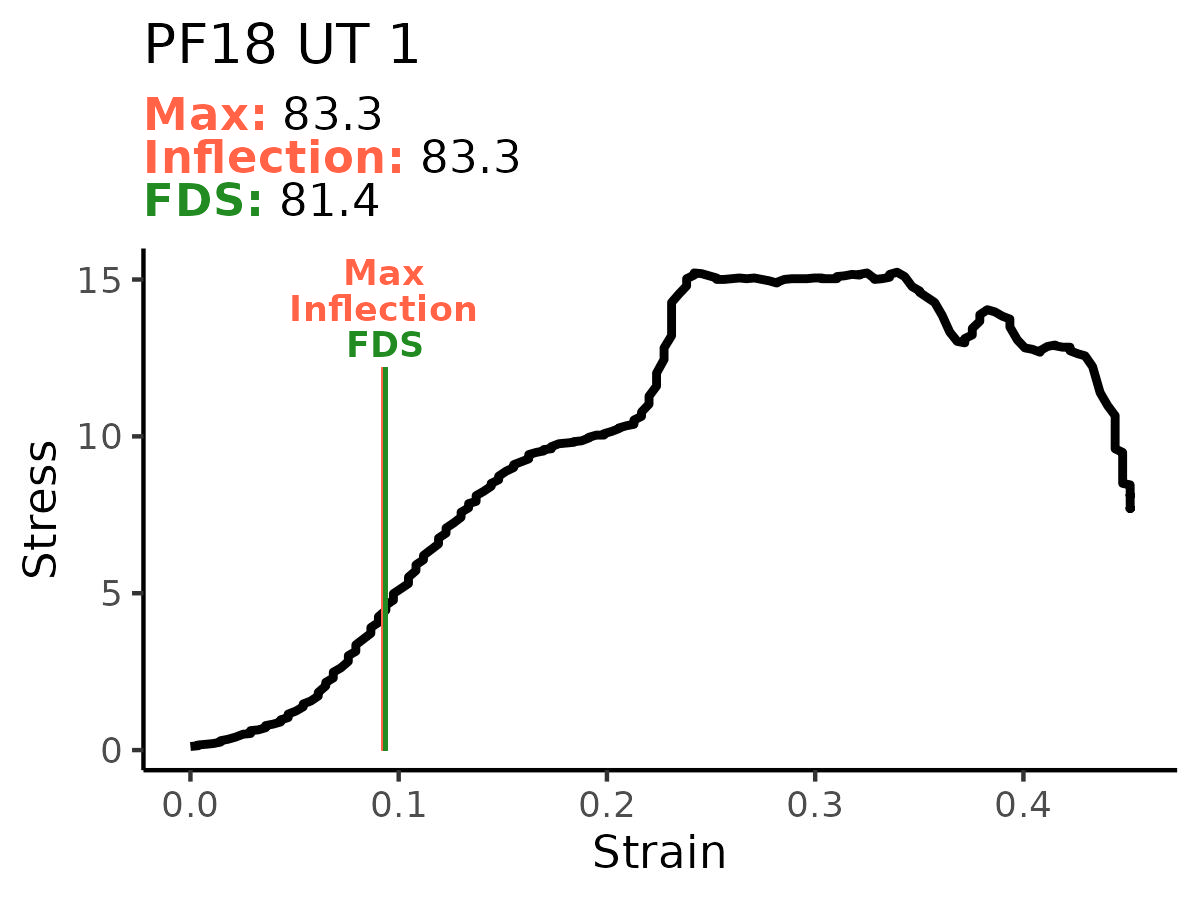 PF18 UT 1
Max: 83.3
Inflection: 83.3
FDS: 81.4
Max
Inflection
FDS
15
10
5
0
Stress
0.0 0.1 0.2 0.3 0.4
Strain